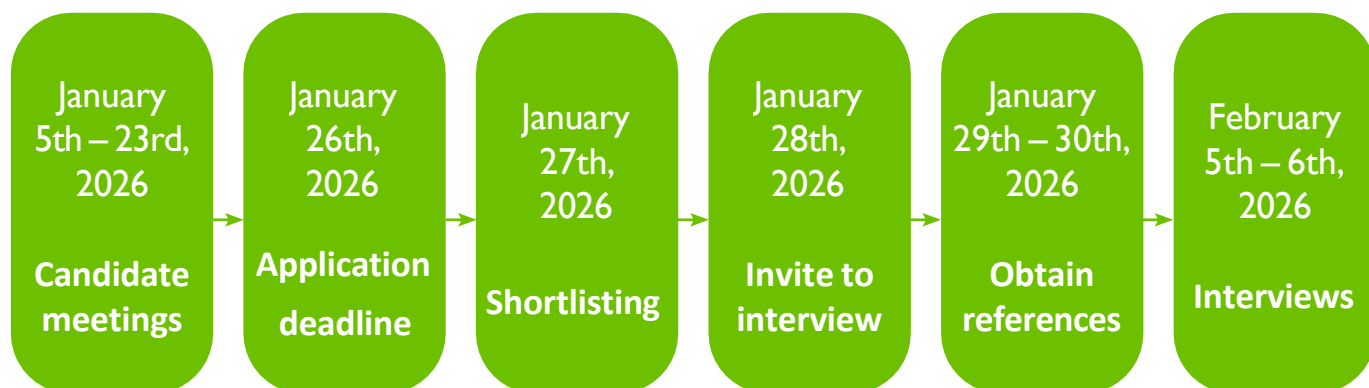 January
5th – 23rd,
2026
Candidate
meetings
January
26th,
2026
Application
deadline
January
27th,
2026
Shortlisting
January
28th,
2026
Invite to
interview
January
29th – 30th,
2026
Obtain
references
February
5th – 6th,
2026
Interviews